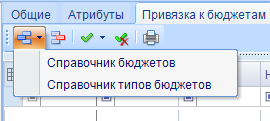 Общие Атрибуты Привязка к бюджетам
Справочник бюджетов
Справочник типов бюджетов